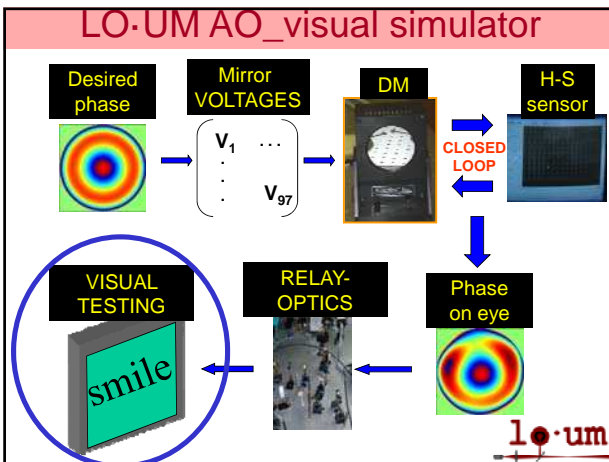 LO·UM AO_visual simulator
Desired
phase
Mirror
VOLTAGES
DM
H-S
sensor
V1 ...
.
.
.
V97
CLOSED
LOOP
VISUAL
TESTING
RELAY-
OPTICS
Phase
on eye
smile
lo·um